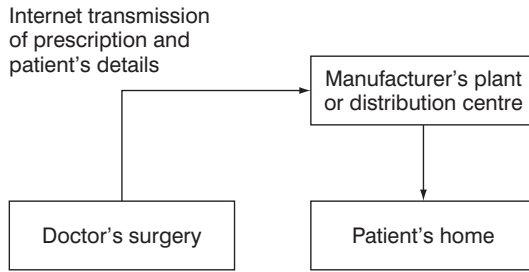 Internet transmission
of prescription and
patient's details
Manufacturer's plant
or distribution centre
Doctor's surgery
Patient's home